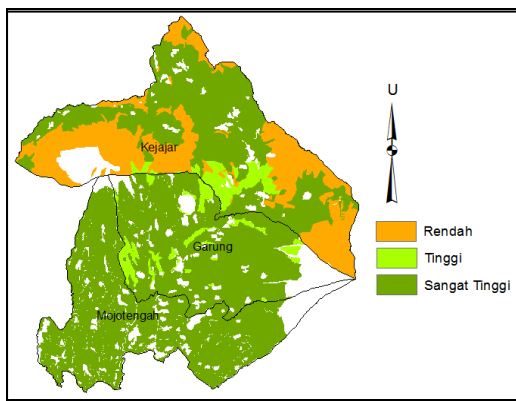 U
Kejajar
Garung
Mojotengah
Rendah
Tinggi
Sangat Tinggi